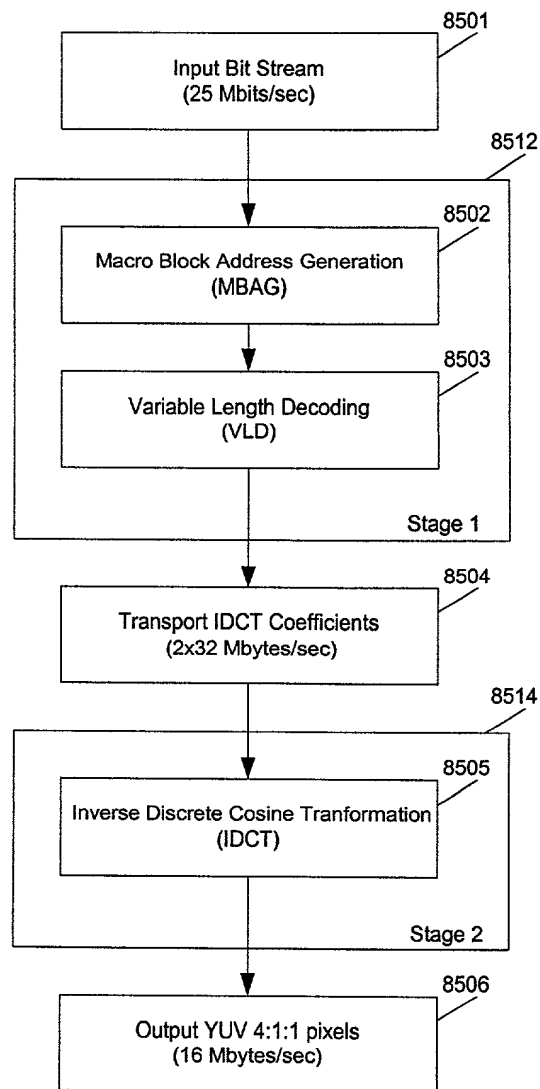 8501
Input Bit Stream
(25 Mbits/sec)
8512
8502
Macro Block Address Generation
(MBAG)
8503
Variable Length Decoding
(VLD)
Stage 1
8504
Transport IDCT Coefficients
(2x32 Mbytes/sec)
8514
8505
Inverse Discrete Cosine Tranformation
(IDCT)
Stage 2
8506
Output YUV 4:1:1 pixels
(16 Mbytes/sec)